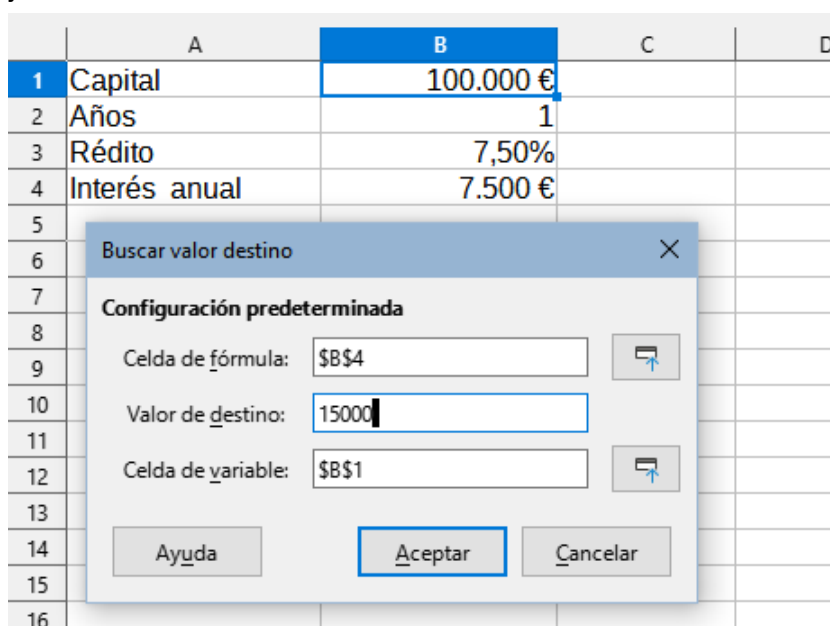 A B C D
1 Capital 100.000 €
2 Años 1
3 Rédito 7,50%
4 Interés anual 7.500 €
5
6
7
8
9
10
11
12
13
14
15
16
Buscar valor destino
Configuración predeterminada
Celda de fórmula: $B$4
Valor de destino: 15000
Celda de variable: $B$1
Ayuda Aceptar Cancelar